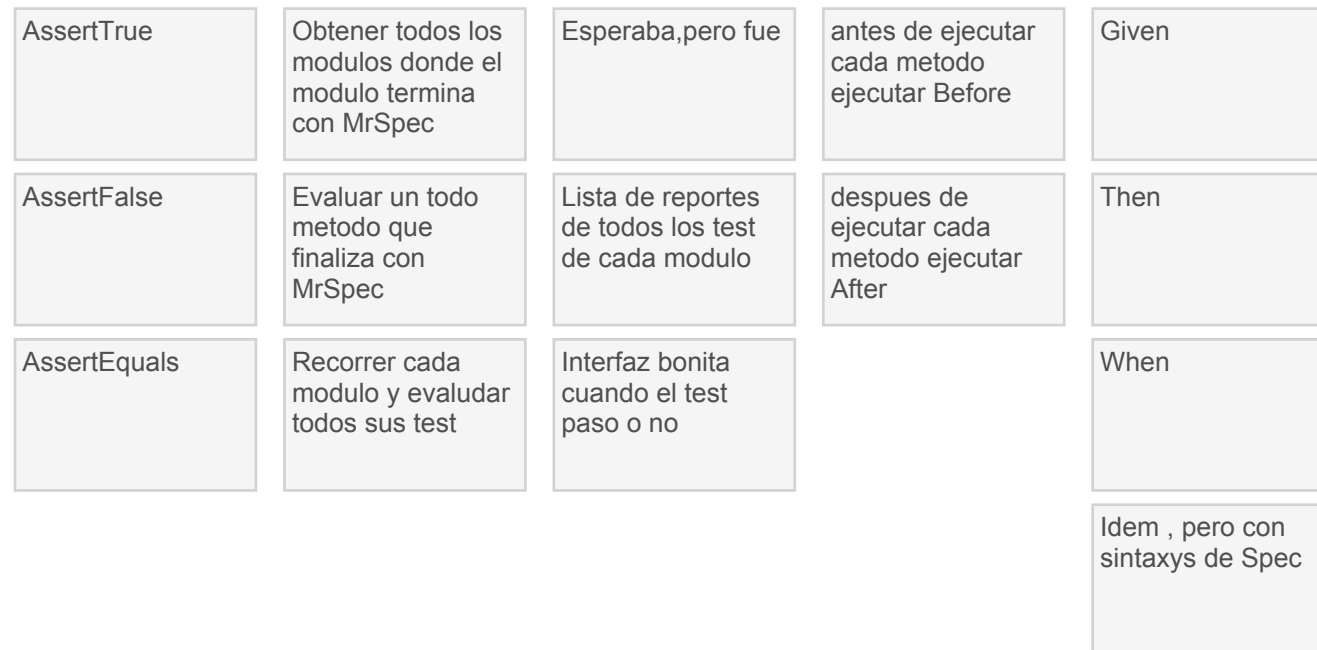 AssertTrue
Obtener todos los
modulos donde el
modulo termina
con MrSpec
Esperaba,pero fue
antes de ejecutar
cada metodo
ejecutar Before
Given
AssertFalse
Evaluar un todo
metodo que
finaliza con
MrSpec
Lista de reportes
de todos los test
de cada modulo
despues de
ejecutar cada
metodo ejecutar
After
Then
AssertEquals
Recorrer cada
modulo y evaludar
todos sus test
Interfaz bonita
cuando el test
paso o no
When
Idem , pero con
sintaxys de Spec